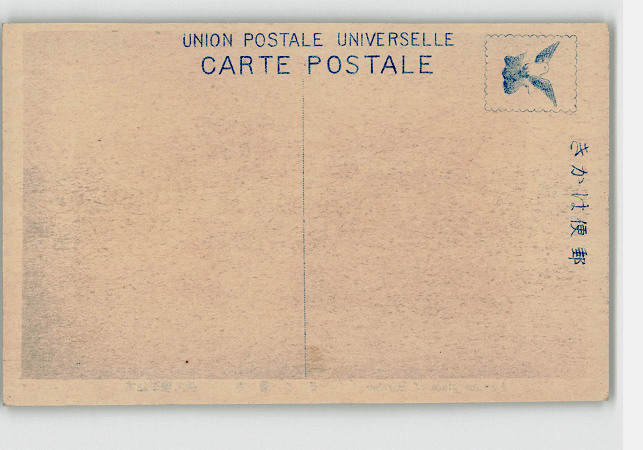 UNION POSTALE UNIVERSELLE
CARTE POSTALE
きかは便郵